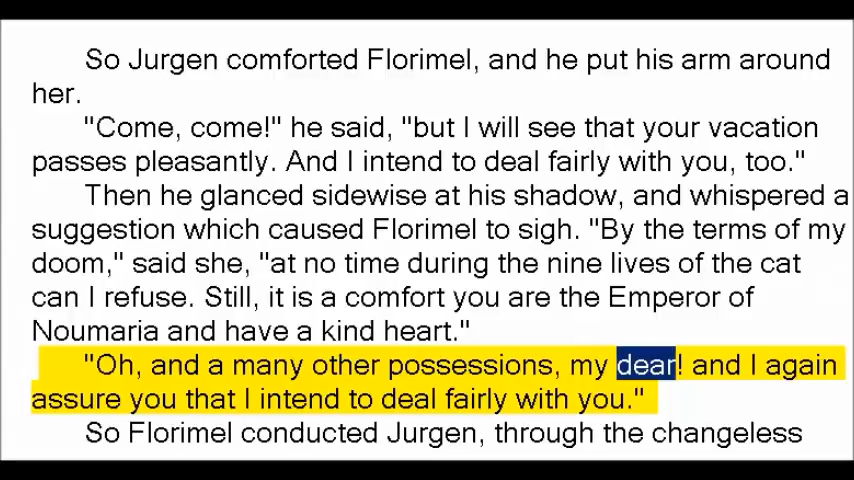 So Jurgen comforted Florimel, and he put his arm around
her.
"Come, come!" he said, "but I will see that your vacation
passes pleasantly. And I intend to deal fairly with you, too."
Then he glanced sidewise at his shadow, and whispered a
suggestion which caused Florimel to sigh. "By the terms of my
doom," said she, "at no time during the nine lives of the cat
can I refuse. Still, it is a comfort you are the Emperor of
Noumaria and have a kind heart."
"Oh, and a many other possessions, my dear! and I again
assure you that I intend to deal fairly with you."
So Florimel conducted Jurgen, through the changeless